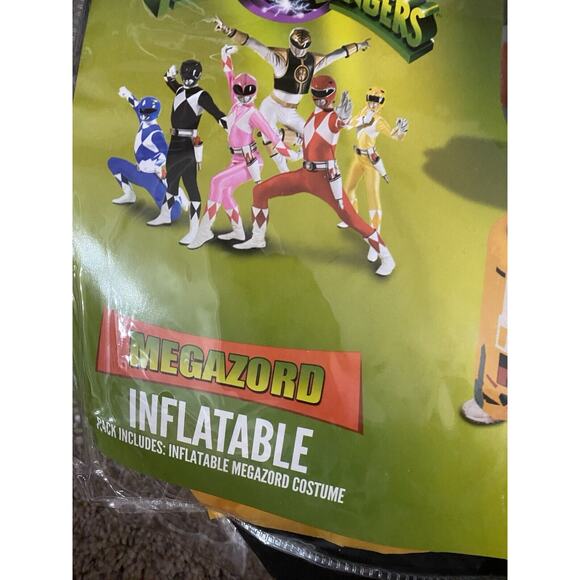 RANGERS
MEGAZORD
INFLATABLE
PACK INCLUDES: INFLATABLE MEGAZORD COSTUME